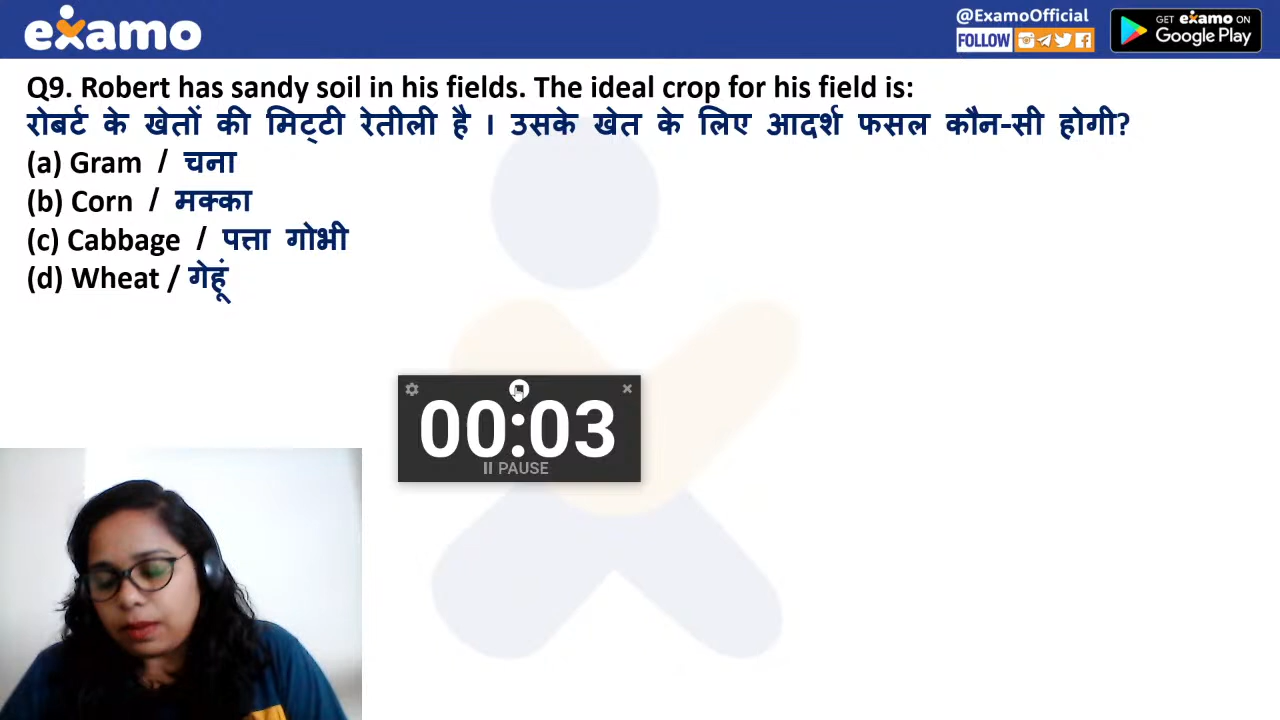 examo
@ExamoOfficial
FOLLOW
GET examo ON
Google Play
Q9. Robert has sandy soil in his fields. The ideal crop for his field is:
रोबर्ट के खेतों की मिट्टी रेतीली है । उसके खेत के लिए आदर्श फसल कौन-सी होगी?
(a) Gram / चना
(b) Corn / मक्का
(c) Cabbage / पत्ता गोभी
(d) Wheat / गेहूं
00:03
PAUSE